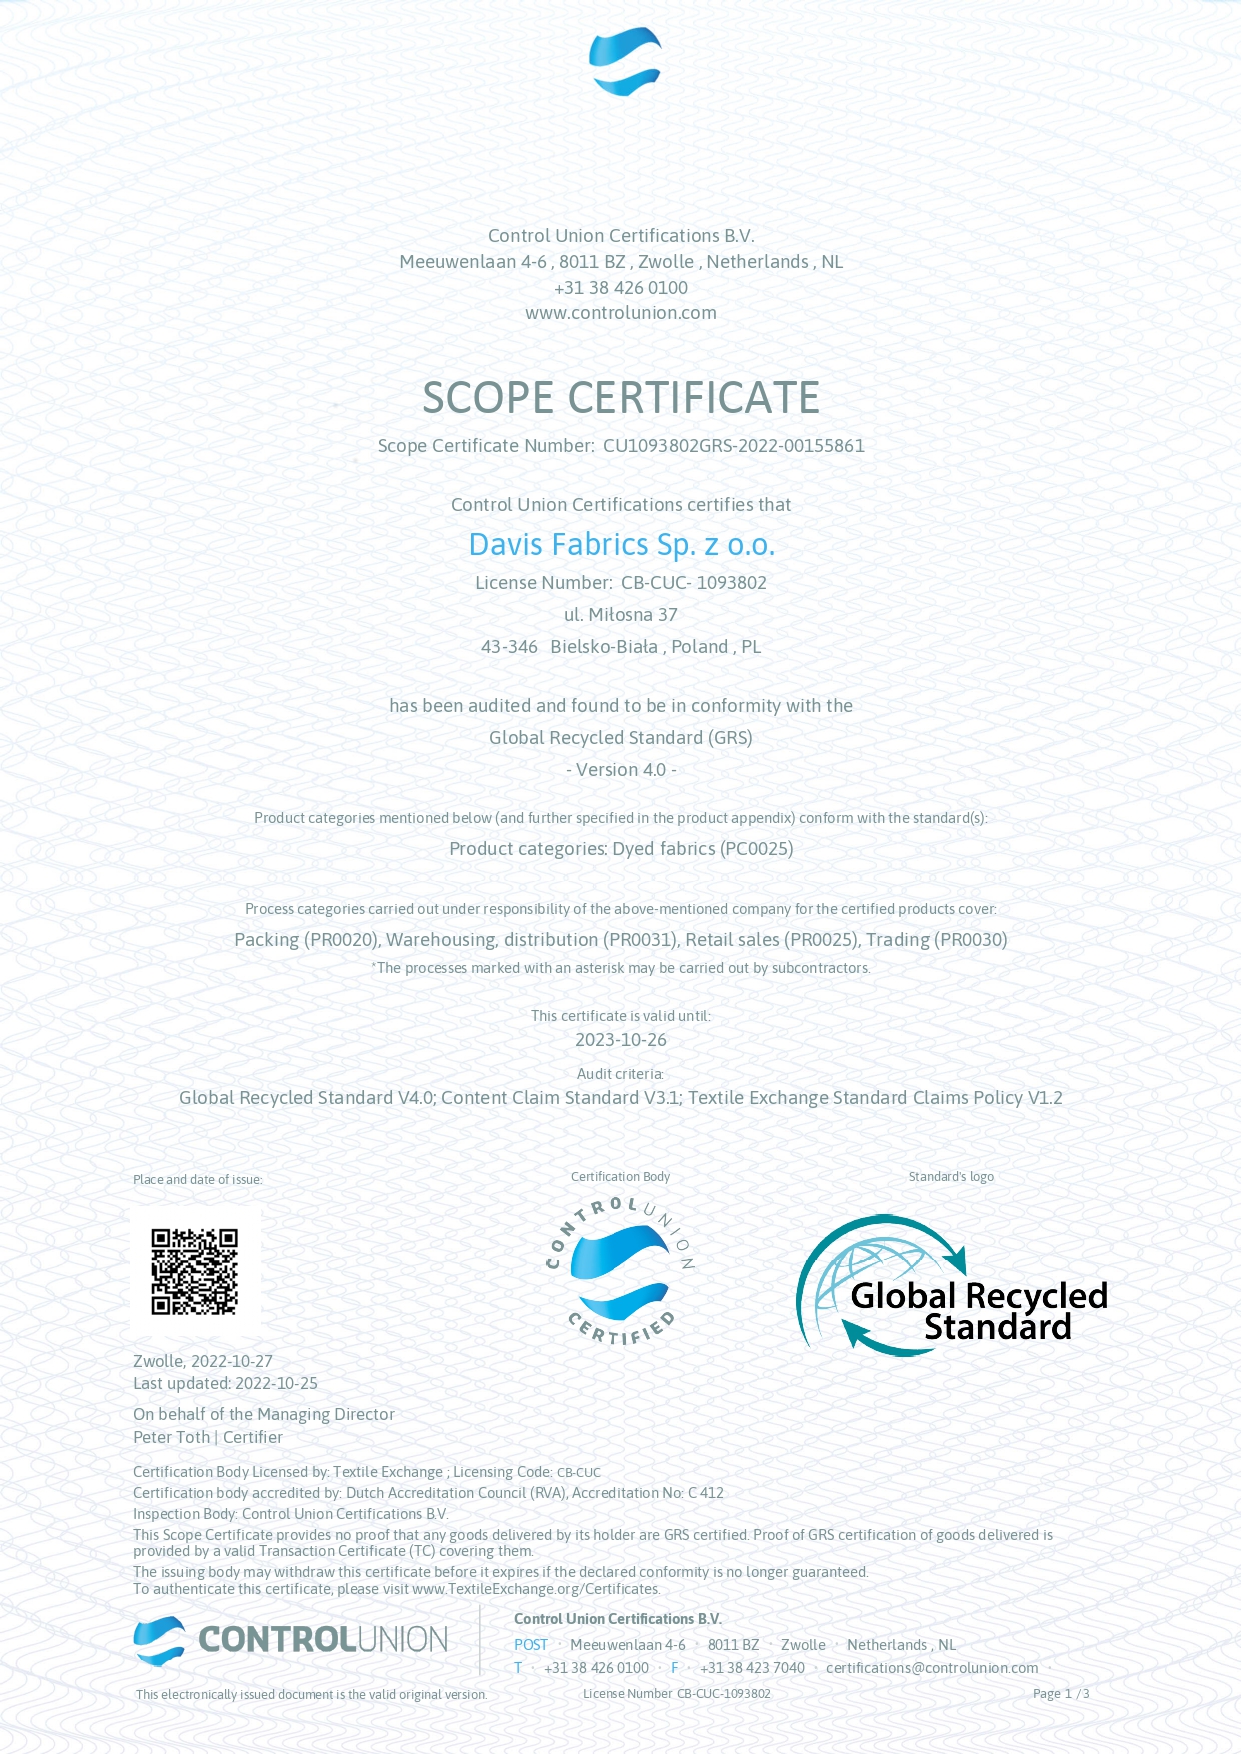 Control Union Certifications B.V.
Meeuwenlaan 4-6 , 8011 BZ , Zwolle , Netherlands , NL
+31 38 426 0100
www.controlunion.com
SCOPE CERTIFICATE
Scope Certificate Number: CU1093802GRS-2022-00155861
Control Union Certifications certifies that
Davis Fabrics Sp. z o.o.
License Number: CB-CUC- 1093802
ul. Miłosna 37
43-346 Bielsko-Biała , Poland , PL
has been audited and found to be in conformity with the
Global Recycled Standard (GRS)
- Version 4.0 -
Product categories mentioned below (and further specified in the product appendix) conform with the standard(s):
Product categories: Dyed fabrics (PC0025)
Process categories carried out under responsibility of the above-mentioned company for the certified products cover:
Packing (PR0020), Warehousing, distribution (PR0031), Retail sales (PR0025), Trading (PR0030)
*The processes marked with an asterisk may be carried out by subcontractors.
This certificate is valid until:
2023-10-26
Audit criteria:
Global Recycled Standard V4.0; Content Claim Standard V3.1; Textile Exchange Standard Claims Policy V1.2
Place and date of issue:
Certification Body
Standard's logo
CONTROLUNION
CERTIFIED
Global Recycled
Standard
Zwolle, 2022-10-27
Last updated: 2022-10-25
On behalf of the Managing Director
Peter Toth | Certifier
Certification Body Licensed by: Textile Exchange ; Licensing Code: CB-CUC
Certification body accredited by: Dutch Accreditation Council (RVA), Accreditation No: C 412
Inspection Body: Control Union Certifications B.V.
This Scope Certificate provides no proof that any goods delivered by its holder are GRS certified. Proof of GRS certification of goods delivered is
provided by a valid Transaction Certificate (TC) covering them.
The issuing body may withdraw this certificate before it expires if the declared conformity is no longer guaranteed.
To authenticate this certificate, please visit www.TextileExchange.org/Certificates.
CONTROLUNION
Control Union Certifications B.V.
POST · Meeuwenlaan 4-6 · 8011 BZ · Zwolle · Netherlands , NL
T · +31 38 426 0100 · F · +31 38 423 7040 · certifications@controlunion.com ·
This electronically issued document is the valid original version.
License Number CB-CUC-1093802
Page 1 / 3